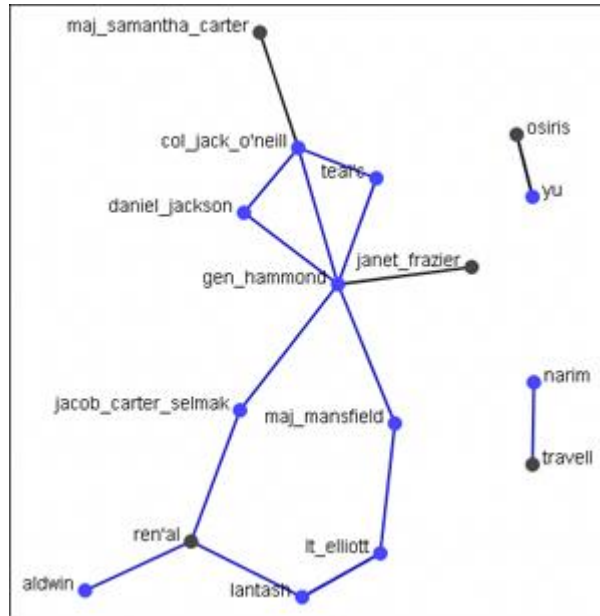 maj_samantha_carter
osiris
col_jack_o'neill
teal'c
yu
daniel_jackson
janet_frazier
gen_hammond
narim
jacob_carter_selmak
maj_mansfield
travell
ren'al
lt_elliott
aldwin
lantash